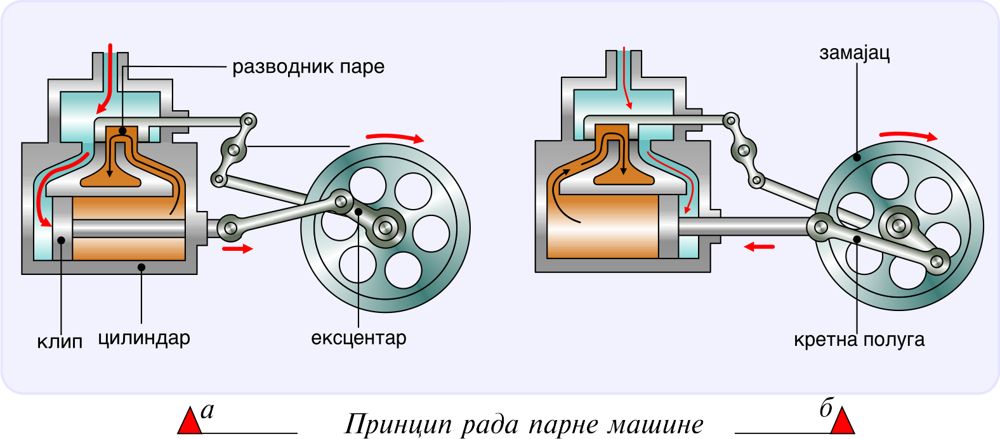 разводник паре
замајац
клип
цилиндар
ексцентар
кретна полуга
а
Принцип рада парне машине
б